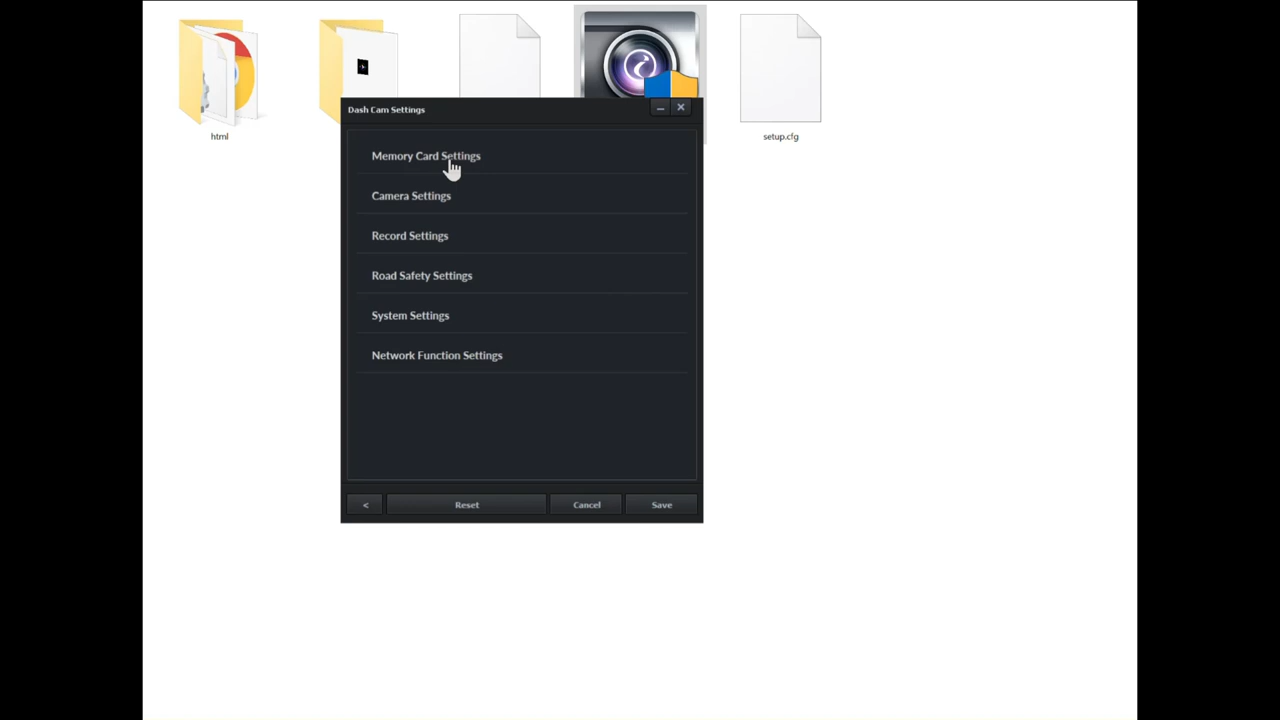 html
setup.cfg
Dash Cam Settings
Memory Card Settings
Camera Settings
Record Settings
Road Safety Settings
System Settings
Network Function Settings
<
Reset
Cancel
Save